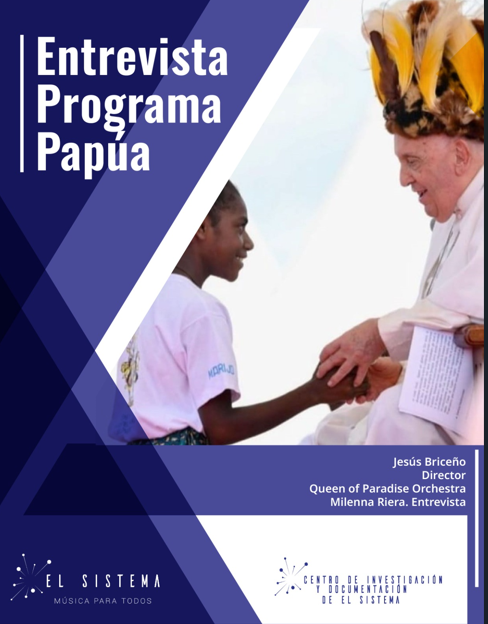 Entrevista
Programa
Papúa
Jesús Briceño
Director
Queen of Paradise Orchestra
Milenna Riera. Entrevista
EL SISTEMA
MÚSICA PARA TODOS
CENTRO DE INVESTIGACIÓN
Y DOCUMENTACIÓN
DE EL SISTEMA